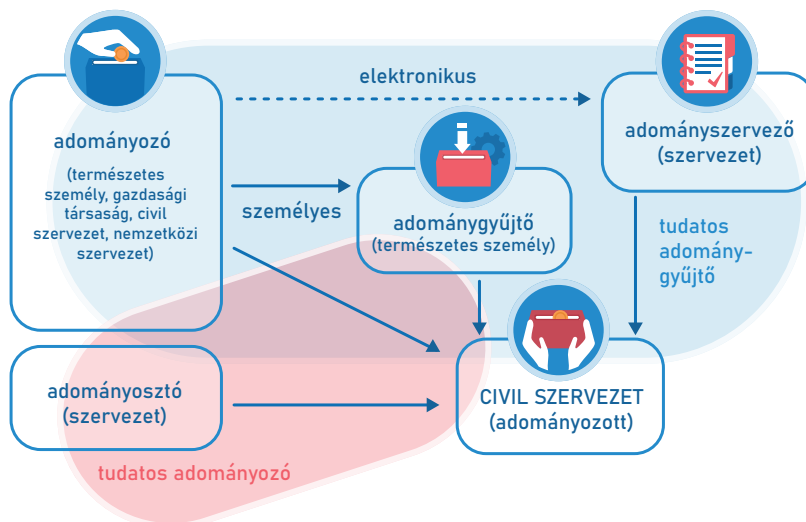 elektronikus
adományozó
(természetes
személy, gazdasági
társaság, civil
szervezet, nemzetközi
szervezet)
személyes
adománygyűjtő
(természetes személy)
adományszervező
(szervezet)
tudatos
adomány-
gyűjtő
adományosztó
(szervezet)
CIVIL SZERVEZET
(adományozott)
tudatos adományozó